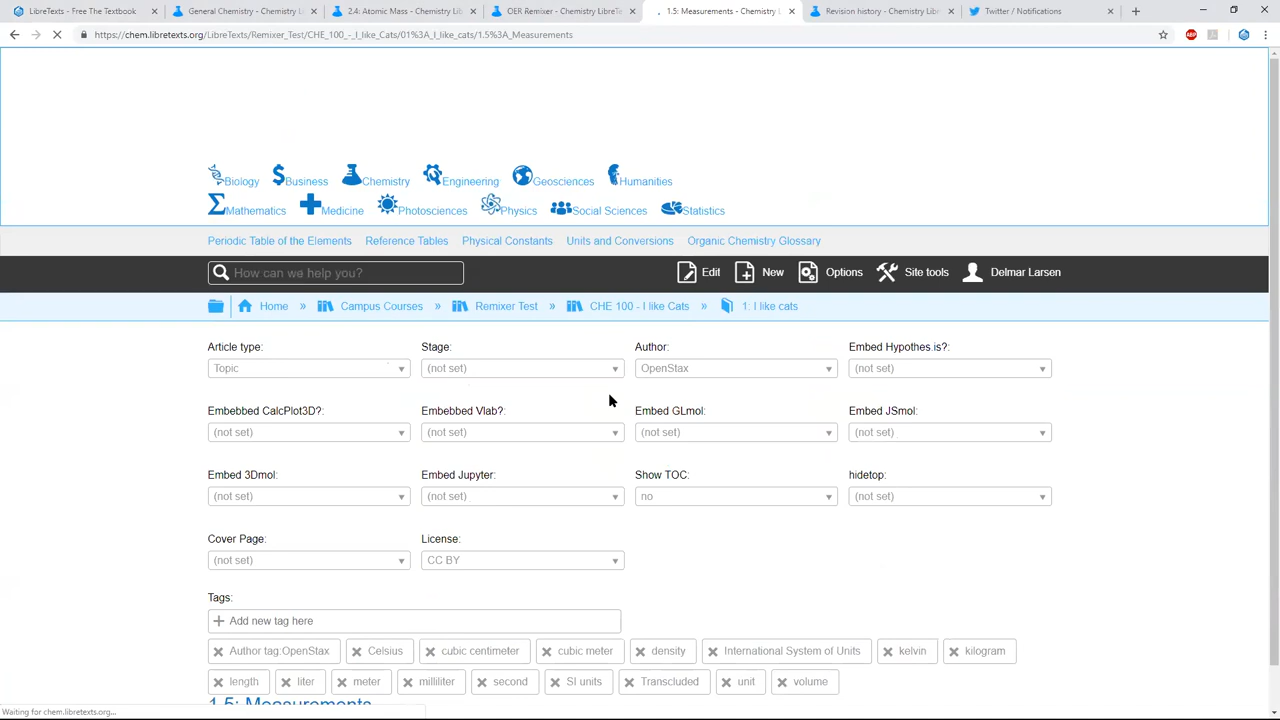 LibreTexts - Free The Textbook
General Chemistry - Chemistry L
2.4: Atomic Mass - Chemistry Lib
OER Remixer - Chemistry LibreTe
1.5: Measurements - Chemistry L
Revision history - Chemistry Lib
Twitter / Notifications
https://chem.libretexts.org/LibreTexts/Remixer_Test/CHE_100_-_I_like_Cats/01%3A_I_like_cats/1.5%3A_Measurements
ABP
Biology Business Chemistry Engineering Geosciences Humanities
Mathematics Medicine Photosciences Physics Social Sciences Statistics
Periodic Table of the Elements Reference Tables Physical Constants Units and Conversions Organic Chemistry Glossary
How can we help you? Edit New Options Site tools Delmar Larsen
Home » Campus Courses » Remixer Test » CHE 100 - I like Cats » 1: I like cats
Article type: Stage: Author: Embed Hypothes.is?:
Topic (not set) OpenStax (not set)
Embebbed CalcPlot3D?: Embebbed Vlab?: Embed GLmol: Embed JSmol:
(not set) (not set) (not set) (not set)
Embed 3Dmol: Embed Jupyter: Show TOC: hidetop:
(not set) (not set) no (not set)
Cover Page: License:
(not set) CC BY
Tags:
Add new tag here
Author tag:OpenStax Celsius cubic centimeter cubic meter density International System of Units kelvin kilogram
length liter meter milliliter second SI units Transcluded unit volume
1.5: Measurements
Waiting for chem.libretexts.org...